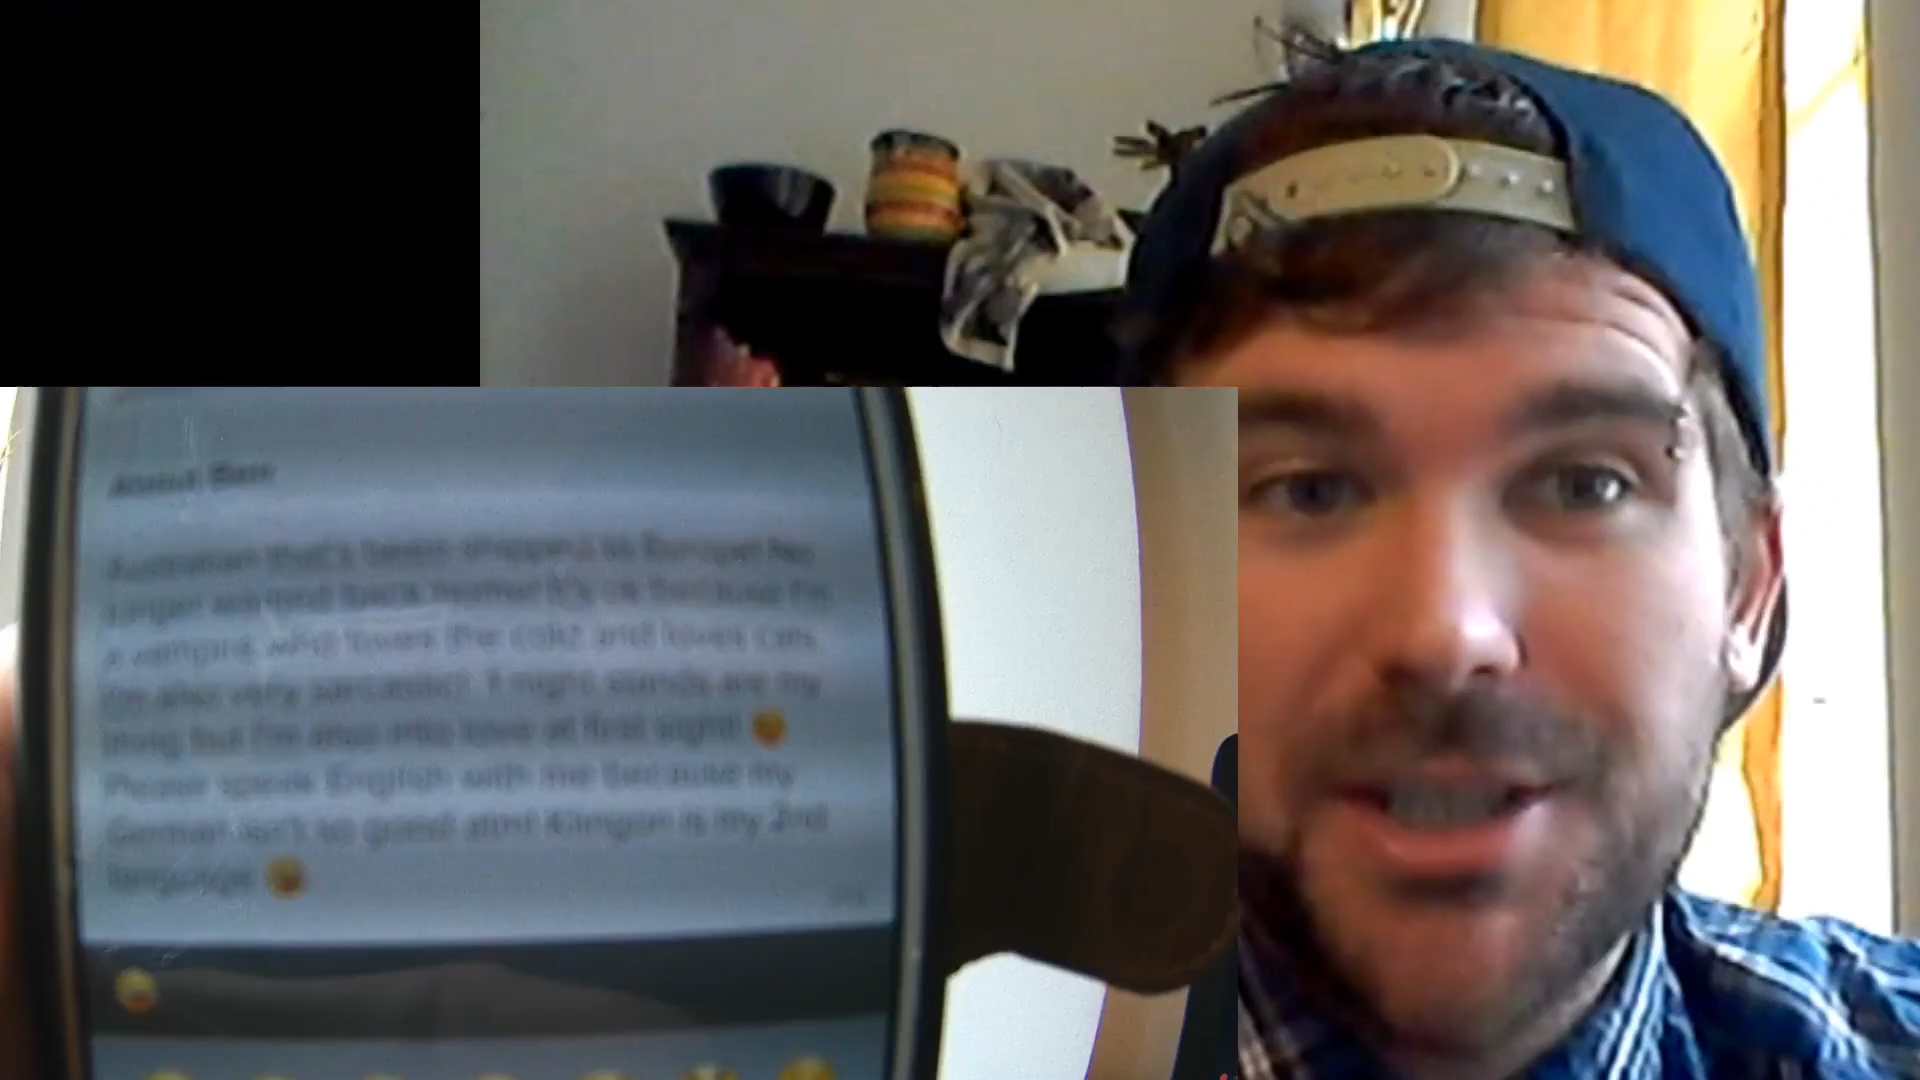 About Ben
Australian that's been shipped to Europe! No
longer wanted back home! It's ok because I'm
a vampire who loves the cold and loves cats.
I'm also very sarcastic! 1 night stands are my
thing but I'm also into love at first sight!
Please speak English with me because my
German isn't so good and Klingon is my 2nd
language